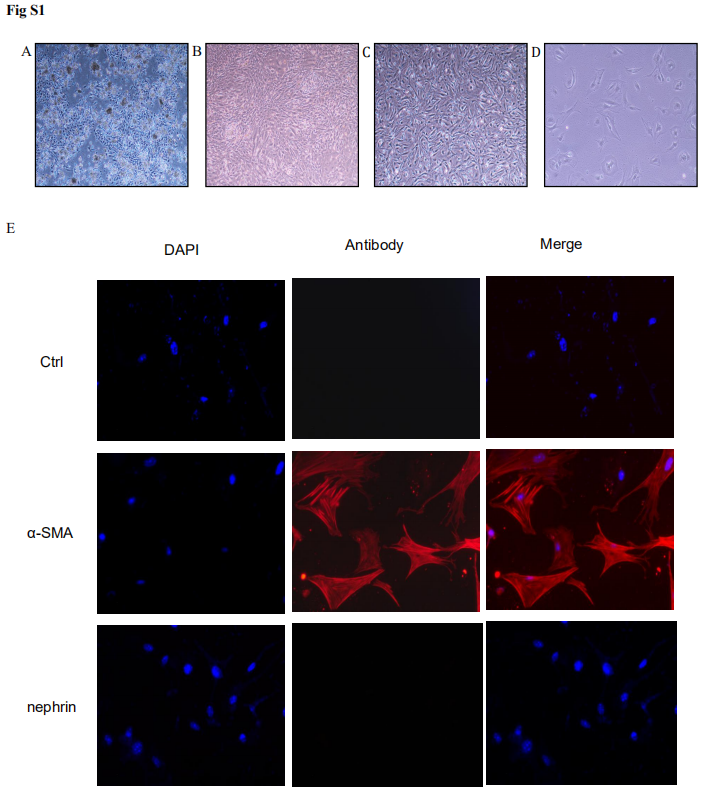 Fig S1
A B C D
E
DAPI Antibody Merge
Ctrl
α-SMA
nephrin